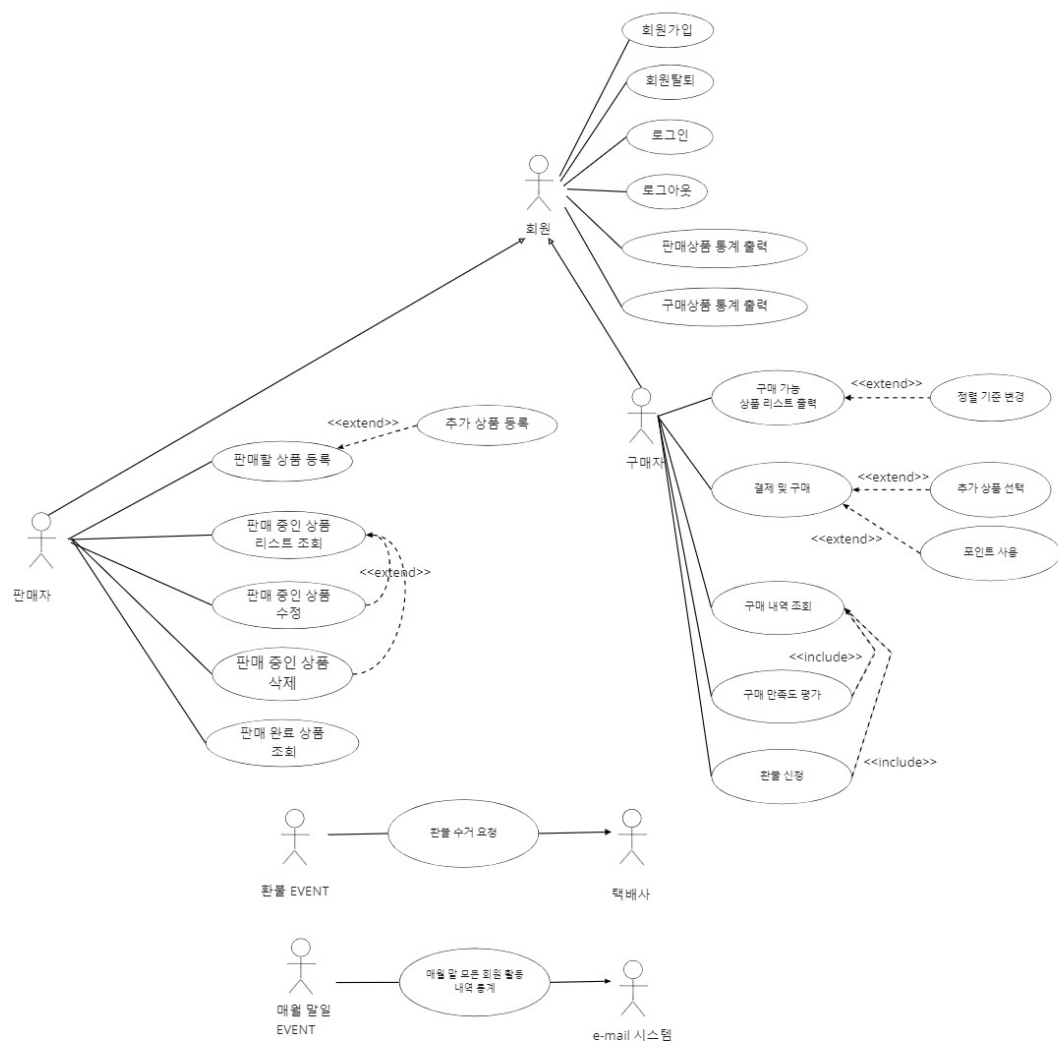 회원가입
회원탈퇴
로그인
로그아웃
회원
판매상품 통계 출력
구매상품 통계 출력
구매 가능
상품 리스트 출력
<<extend>>
정렬 기준 변경
<<extend>>
추가 상품 등록
판매할 상품 등록
구매자
결제 및 구매
<<extend>>
추가 상품 선택
<<extend>>
포인트 사용
판매 중인 상품
리스트 조회
<<extend>>
판매자
판매 중인 상품
수정
구매 내역 조회
<<include>>
판매 중인 상품
삭제
구매 만족도 평가
판매 완료 상품
조회
환불 신청
<<include>>
환불 수거 요청
환불 EVENT
택배사
매월 말 모든 회원 활동
내역 통계
매월 말일
EVENT
e-mail 시스템